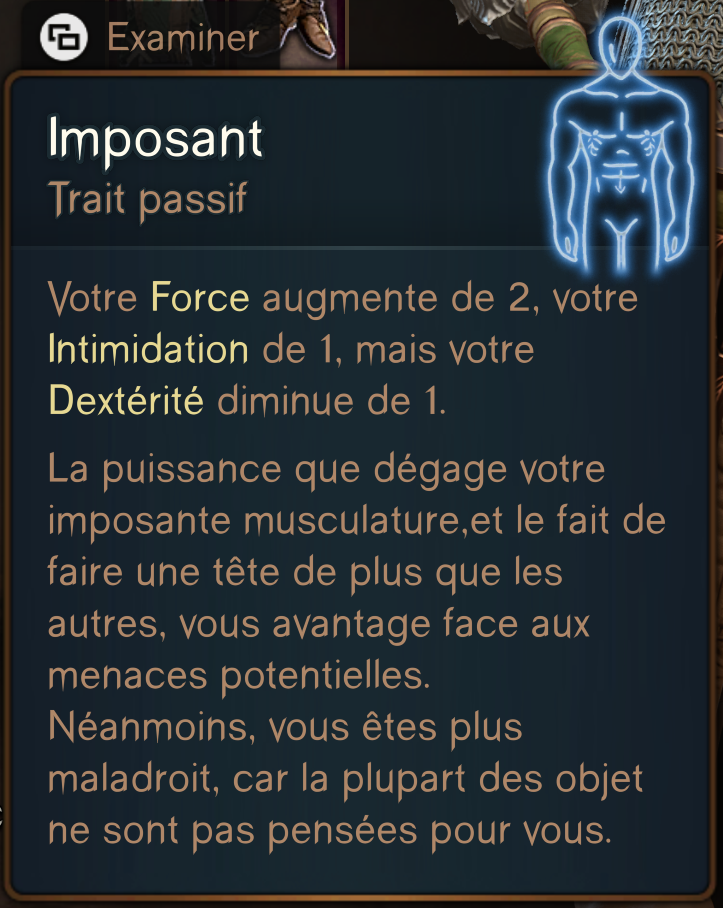 Examiner
Imposant
Trait passif
Votre Force augmente de 2, votre
Intimidation de 1, mais votre
Dextérité diminue de 1.
La puissance que dégage votre
imposante musculature,et le fait de
faire une tête de plus que les
autres, vous avantage face aux
menaces potentielles.
Néanmoins, vous êtes plus
maladroit, car la plupart des objet
ne sont pas pensées pour vous.